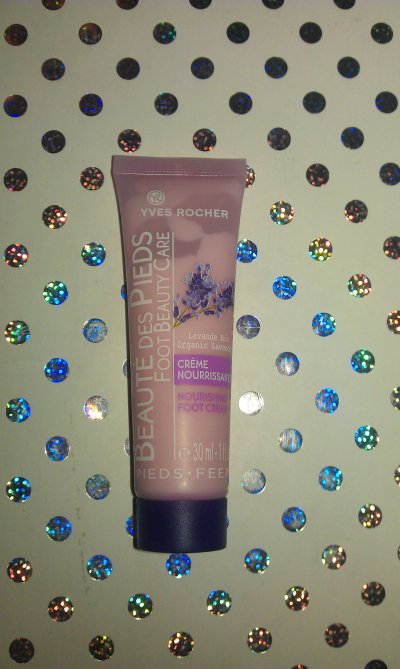 YVES ROCHER
BEAUTÉ DES PIEDS
FOOT BEAUTY CARE
Lavande Bio
Organic Lavender
CRÈME
NOURRISSANTE
NOURISHING
FOOT CREAM
e 30 ml - 1
PIEDS • FEET